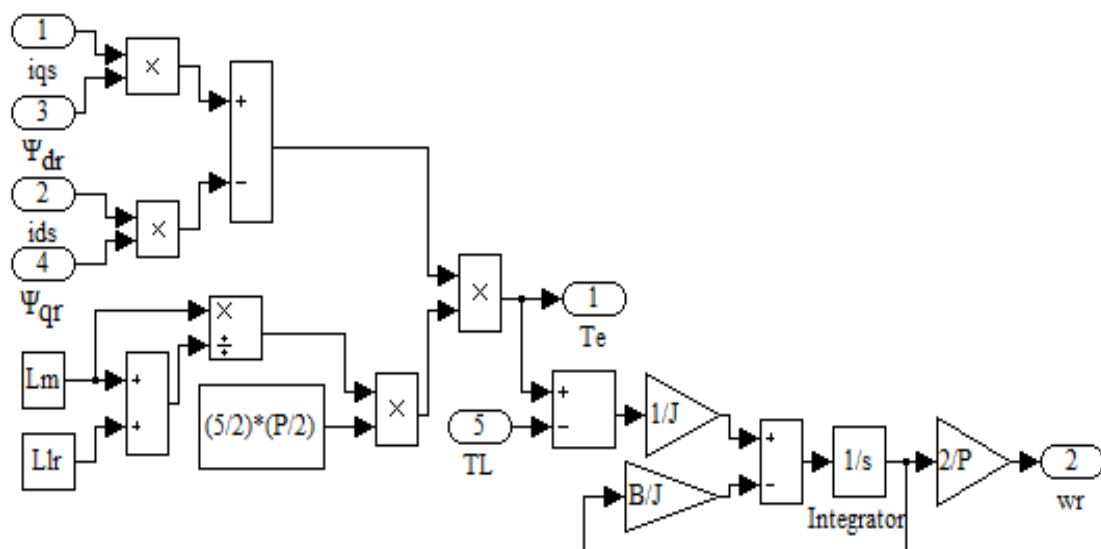 1
iqs
3
Ψdr
2
ids
4
Ψqr
×
×
+
−
Lm
Llr
+
+
×
÷
(5/2)*(P/2)
×
×
1
Te
5
TL
+
−
1/J
B/J
+
−
1/s
Integrator
2/P
2
wr